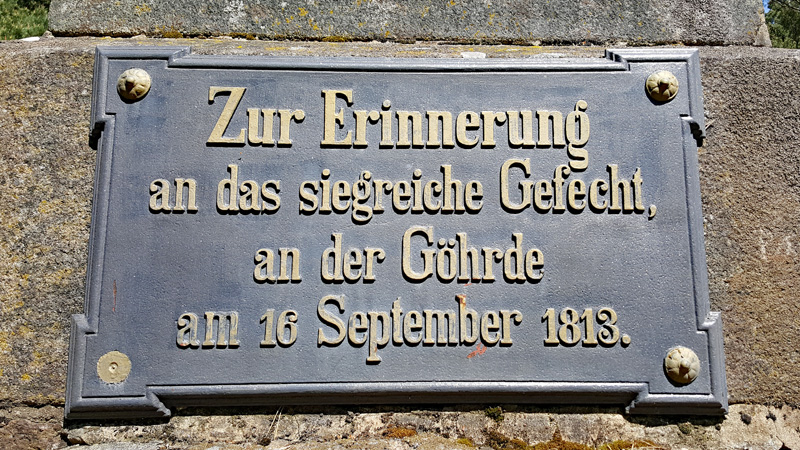 Zur Erinnerung
an das siegreiche Gefecht,
an der Göhrde
am 16 September 1813.